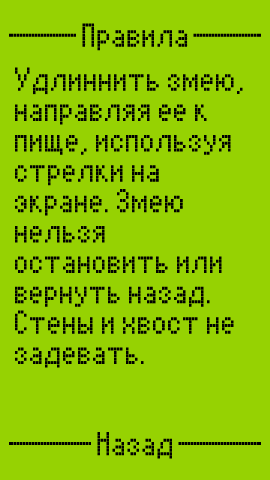 Правила
Удлиннить змею,
направляя ее к
пище, используя
стрелки на
экране. Змею
нельзя
остановить или
вернуть назад.
Стены и хвост не
задевать.
Назад